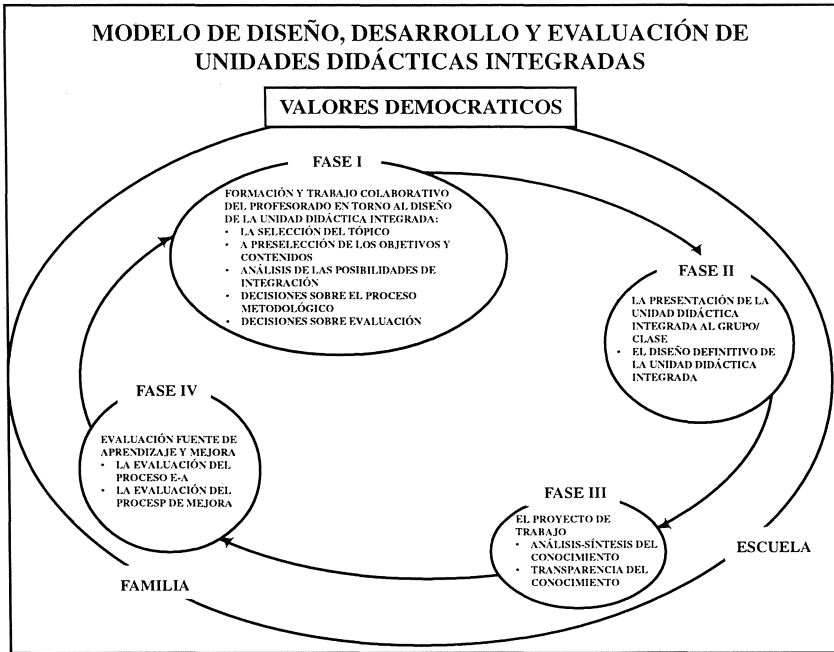 MODELO DE DISEÑO, DESARROLLO Y EVALUACIÓN DE
UNIDADES DIDÁCTICAS INTEGRADAS
VALORES DEMOCRATICOS
FASE I
FORMACIÓN Y TRABAJO COLABORATIVO
DEL PROFESORADO EN TORNO AL DISEÑO
DE LA UNIDAD DIDÁCTICA INTEGRADA:
• LA SELECCIÓN DEL TÓPICO
• A PRESELECCIÓN DE LOS OBJETIVOS Y
CONTENIDOS
• ANÁLISIS DE LAS POSIBILIDADES DE
INTEGRACIÓN
• DECISIONES SOBRE EL PROCESO
METODOLÓGICO
• DECISIONES SOBRE EVALUACIÓN
FASE II
LA PRESENTACIÓN DE LA
UNIDAD DIDÁCTICA
INTEGRADA AL GRUPO/
CLASE
• EL DISEÑO DEFINITIVO DE
LA UNIDAD DIDÁCTICA
INTEGRADA
FASE III
EL PROYECTO DE
TRABAJO
• ANÁLISIS-SÍNTESIS DEL
CONOCIMIENTO
• TRANSPARENCIA DEL
CONOCIMIENTO
FASE IV
EVALUACIÓN FUENTE DE
APRENDIZAJE Y MEJORA
• LA EVALUACIÓN DEL
PROCESO E-A
• LA EVALUACIÓN DEL
PROCESP DE MEJORA
FAMILIA
ESCUELA